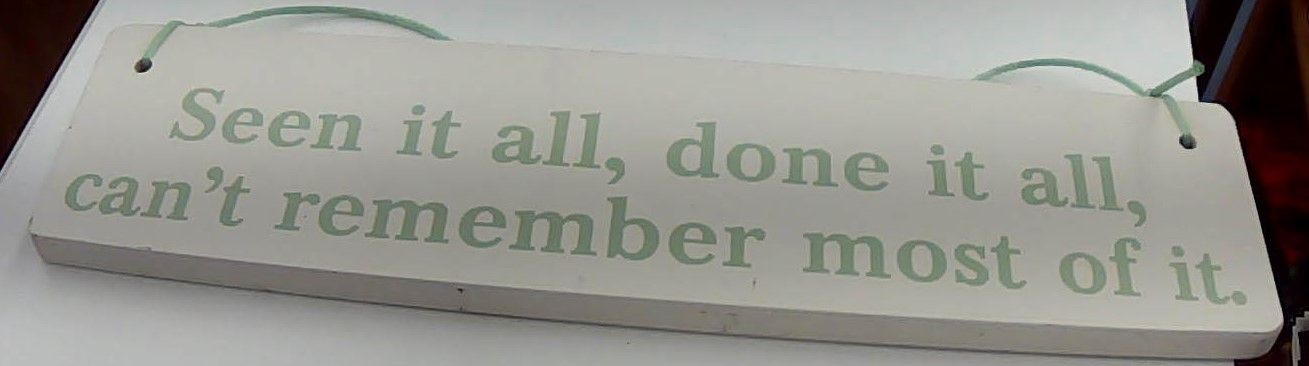 Seen it all, done it all,
can’t remember most of it.